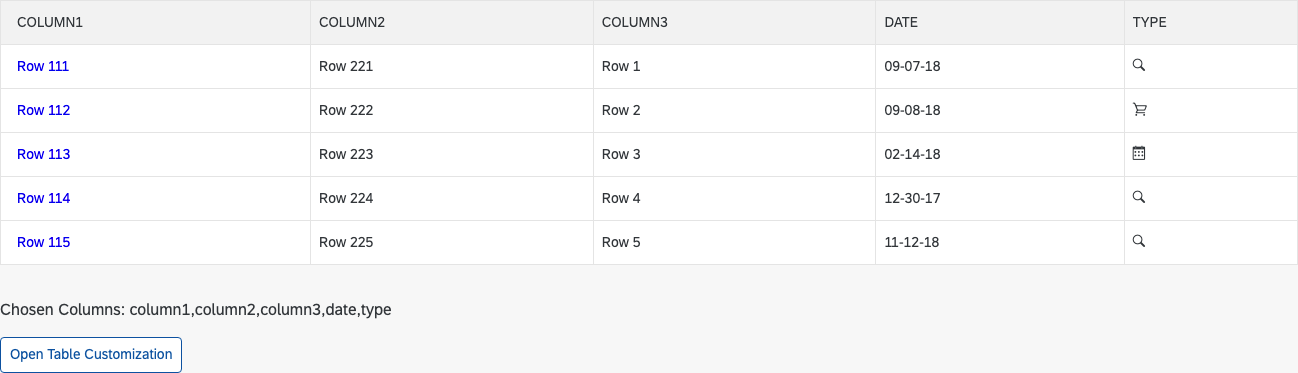 COLUMN1 COLUMN2 COLUMN3 DATE TYPE
Row 111 Row 221 Row 1 09-07-18
Row 112 Row 222 Row 2 09-08-18
Row 113 Row 223 Row 3 02-14-18
Row 114 Row 224 Row 4 12-30-17
Row 115 Row 225 Row 5 11-12-18
Chosen Columns: column1,column2,column3,date,type
Open Table Customization